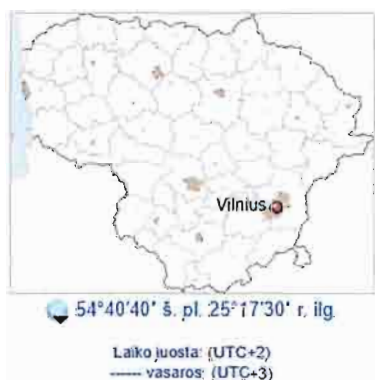 Vilnius
54°40'40" š. pl. 25°17'30" r. ilg.
Laiko juosta: (UTC+2)
------ vasaros: (UTC+3)